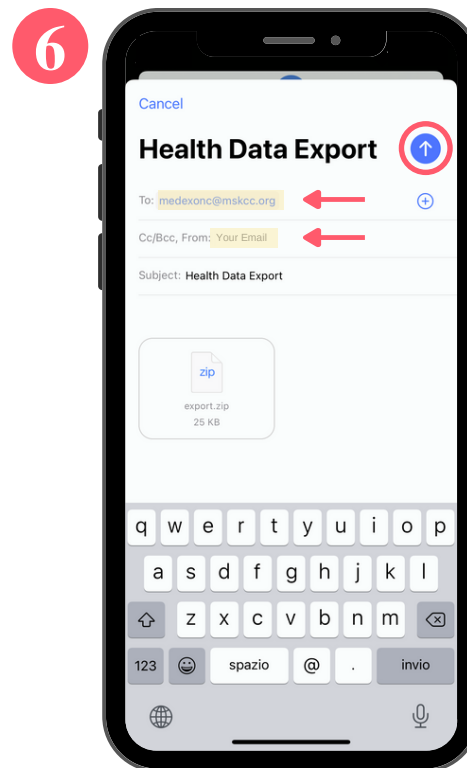 6
Cancel
Health Data Export
To: medexonc@mskcc.org
Cc/Bcc, From: Your Email
Subject: Health Data Export
zip
export.zip
25 KB
q w e r t y u i o p
a s d f g h j k l
z x c v b n m
123 spazio @ . invio